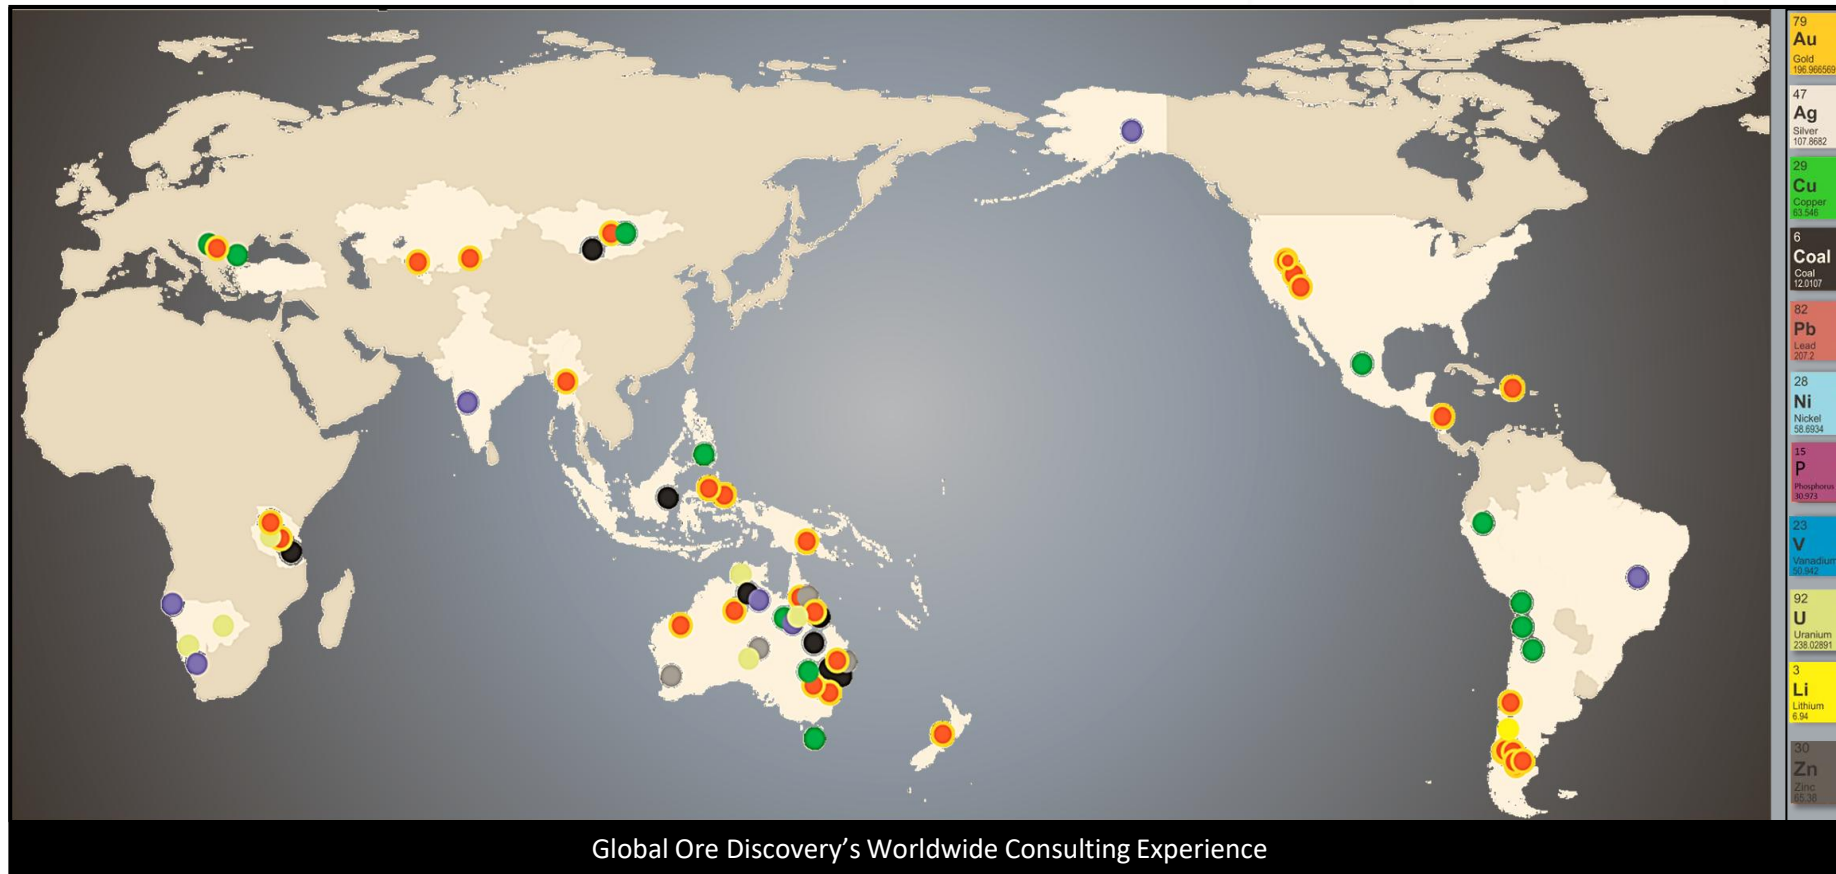 79
Au
Gold
196.966569
47
Ag
Silver
107.8682
29
Cu
Copper
63.546
6
Coal
Coal
12.0107
82
Pb
Lead
207.2
28
Ni
Nickel
58.6934
15
P
Phosphorus
30.973
23
V
Vanadium
50.942
92
U
Uranium
238.02891
3
Li
Lithium
6.94
30
Zn
Zinc
65.38
Global Ore Discovery’s Worldwide Consulting Experience